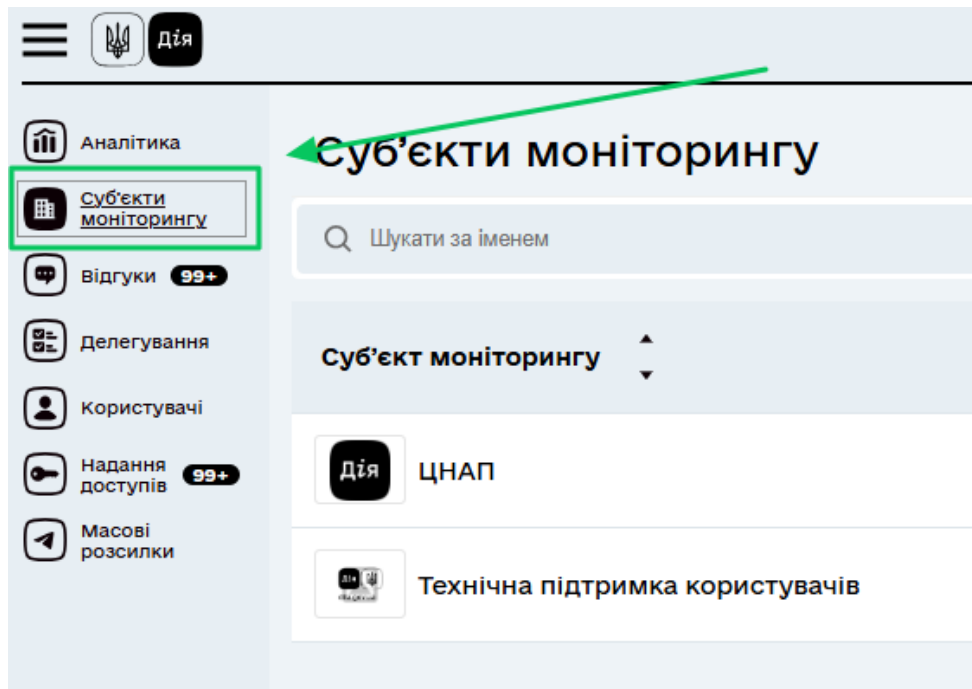 Дія
Аналітика
Суб'єкти
моніторингу
Відгуки 99+
Делегування
Користувачі
Надання
доступів 99+
Масові
розсилки
Суб’єкти моніторингу
Шукати за іменем
Суб’єкт моніторингу
Дія ЦНАП
Дія Технічна підтримка користувачів